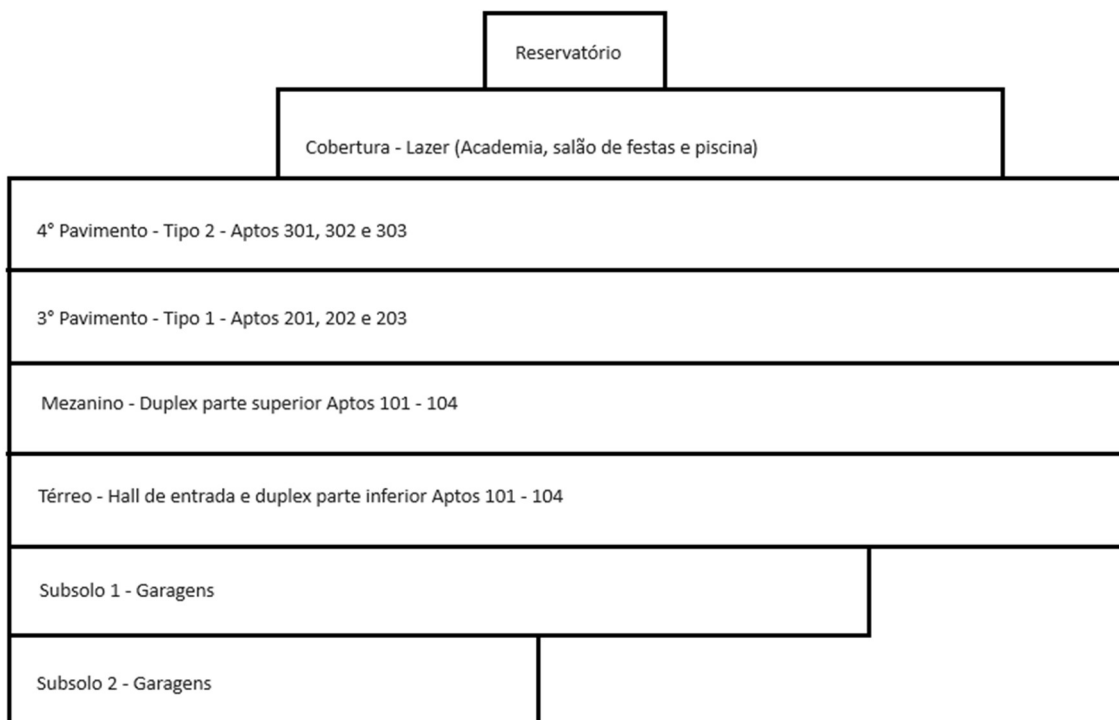 Reservatório
Cobertura - Lazer (Academia, salão de festas e piscina)
4° Pavimento - Tipo 2 - Aptos 301, 302 e 303
3° Pavimento - Tipo 1 - Aptos 201, 202 e 203
Mezanino - Duplex parte superior Aptos 101 - 104
Térreo - Hall de entrada e duplex parte inferior Aptos 101 - 104
Subsolo 1 - Garagens
Subsolo 2 - Garagens